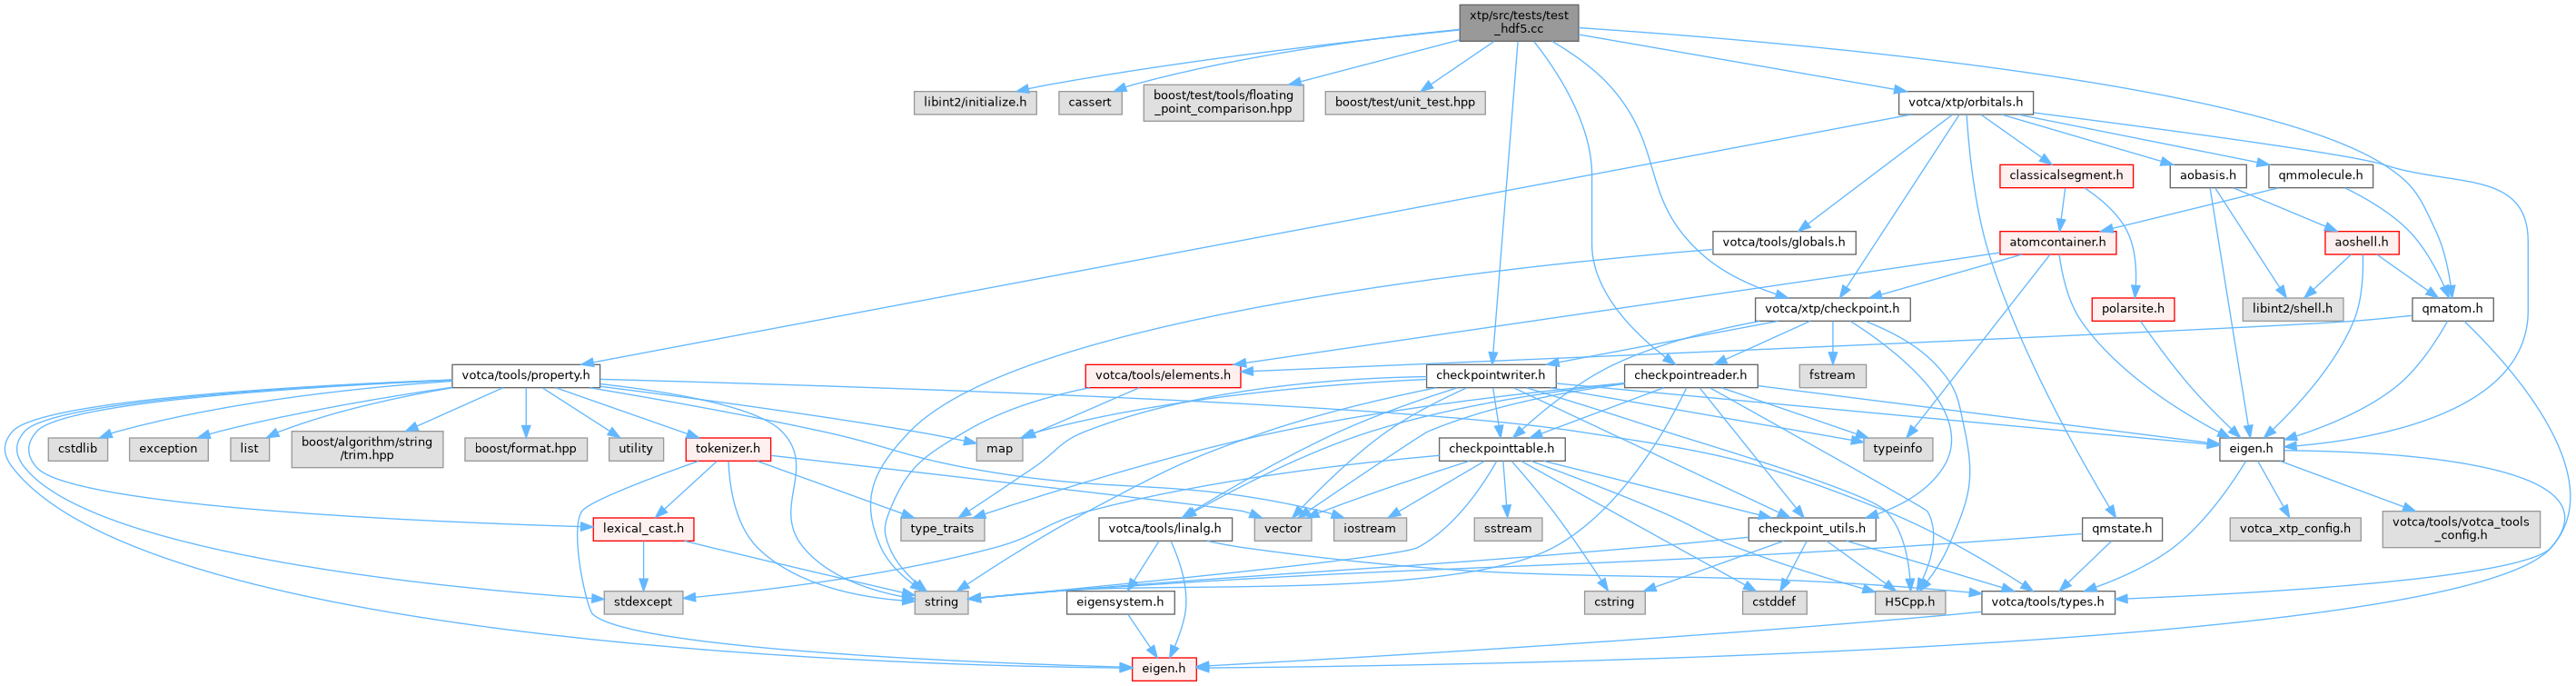 xtp/src/tests/test
_hdf5.cc
libint2/initialize.h
cassert
boost/test/tools/floating
_point_comparison.hpp
boost/test/unit_test.hpp
votca/xtp/orbitals.h
classicalsegment.h
aobasis.h
qmmolecule.h
votca/tools/globals.h
atomcontainer.h
aoshell.h
votca/xtp/checkpoint.h
polarsite.h
libint2/shell.h
qmatom.h
votca/tools/property.h
votca/tools/elements.h
checkpointwriter.h
checkpointreader.h
fstream
cstdlib
exception
list
boost/algorithm/string
/trim.hpp
boost/format.hpp
utility
tokenizer.h
map
checkpointtable.h
typeinfo
eigen.h
lexical_cast.h
type_traits
votca/tools/linalg.h
vector
iostream
sstream
checkpoint_utils.h
qmstate.h
votca_xtp_config.h
votca/tools/votca_tools
_config.h
stdexcept
string
eigensystem.h
cstring
cstddef
H5Cpp.h
votca/tools/types.h
eigen.h